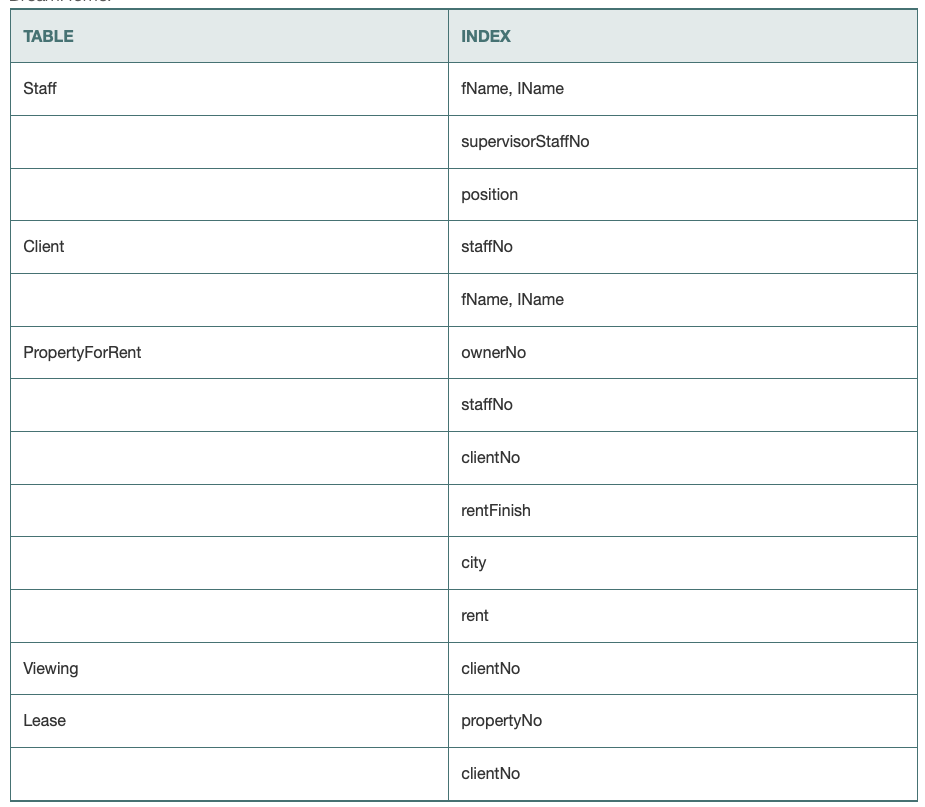 DreamHome.
TABLE INDEX
Staff fName, lName
supervisorStaffNo
position
Client staffNo
fName, lName
PropertyForRent ownerNo
staffNo
clientNo
rentFinish
city
rent
Viewing clientNo
Lease propertyNo
clientNo